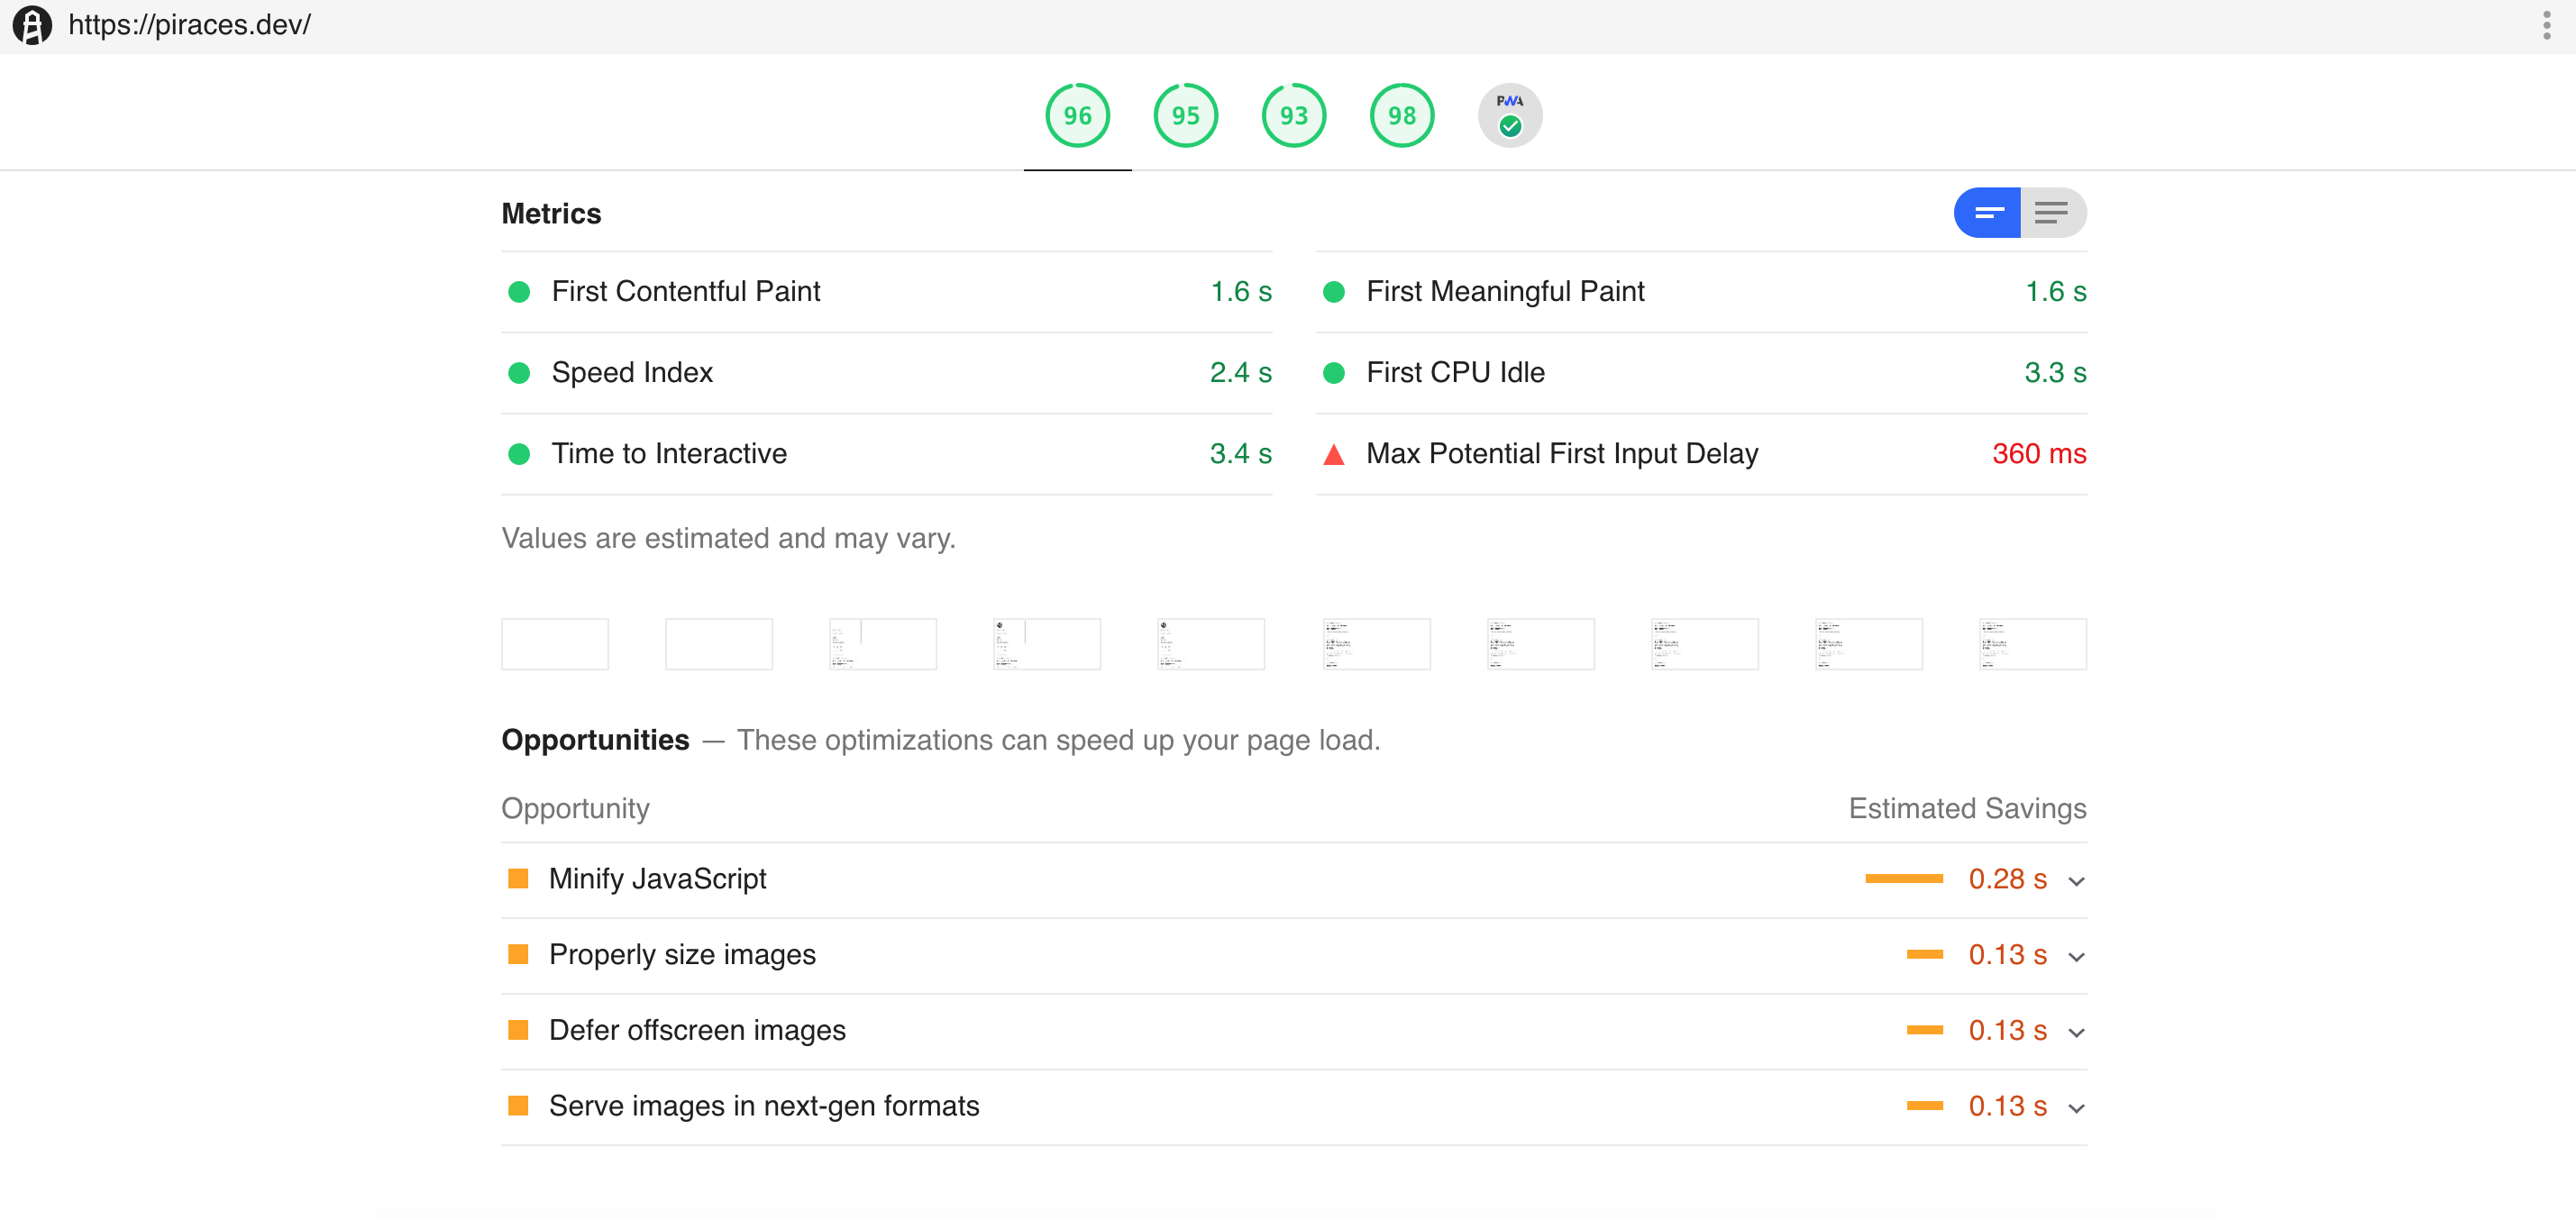 https://piraces.dev/
96 95 93 98 PWA
Metrics
First Contentful Paint 1.6 s First Meaningful Paint 1.6 s
Speed Index 2.4 s First CPU Idle 3.3 s
Time to Interactive 3.4 s Max Potential First Input Delay 360 ms
Values are estimated and may vary.
Opportunities — These optimizations can speed up your page load.
Opportunity Estimated Savings
Minify JavaScript 0.28 s
Properly size images 0.13 s
Defer offscreen images 0.13 s
Serve images in next-gen formats 0.13 s